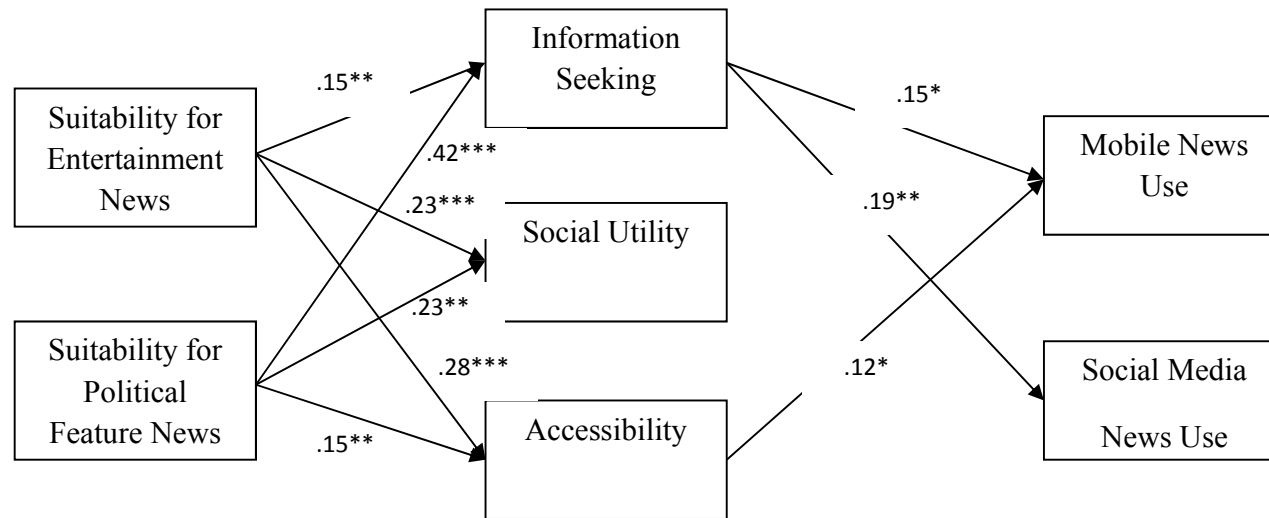 Information
Seeking
.15**
.15*
Suitability for
Entertainment
News
Mobile News
Use
.42***
.19**
.23***
Social Utility
.23**
Suitability for
Political
Feature News
.28***
.12*
Social Media
News Use
Accessibility
.15**